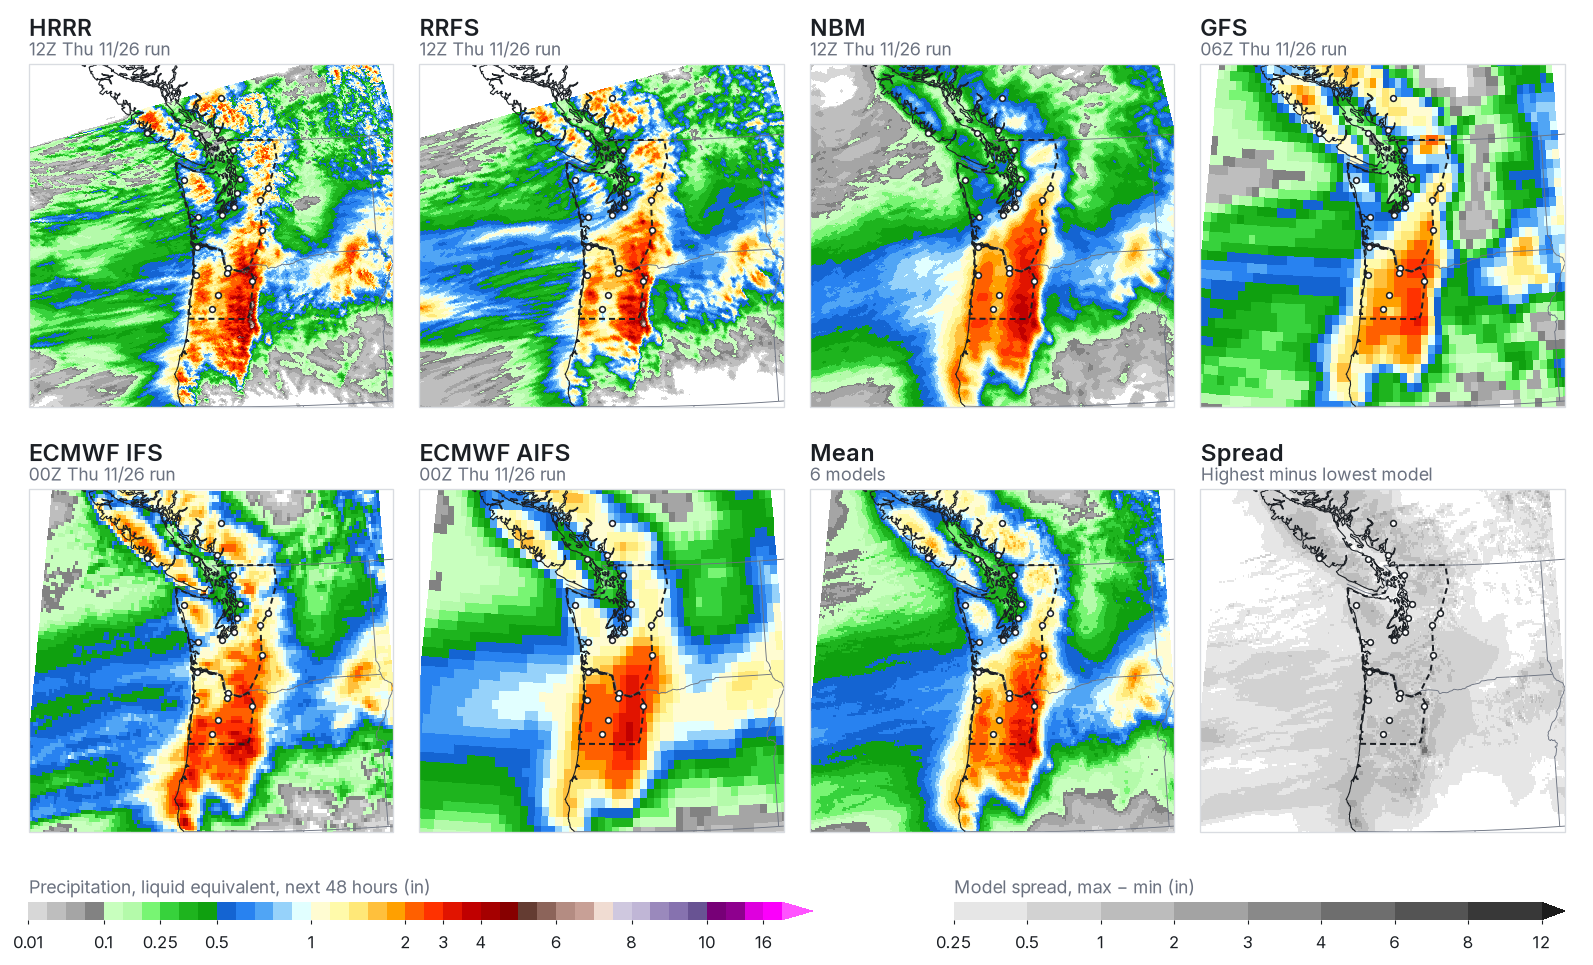 HRRR
12Z Thu 11/26 run
RRFS
12Z Thu 11/26 run
NBM
12Z Thu 11/26 run
GFS
06Z Thu 11/26 run
ECMWF IFS
00Z Thu 11/26 run
ECMWF AIFS
00Z Thu 11/26 run
Mean
6 models
Spread
Highest minus lowest model
Precipitation, liquid equivalent, next 48 hours (in)
0.01 0.1 0.25 0.5 1 2 3 4 6 8 10 16
Model spread, max − min (in)
0.25 0.5 1 2 3 4 6 8 12